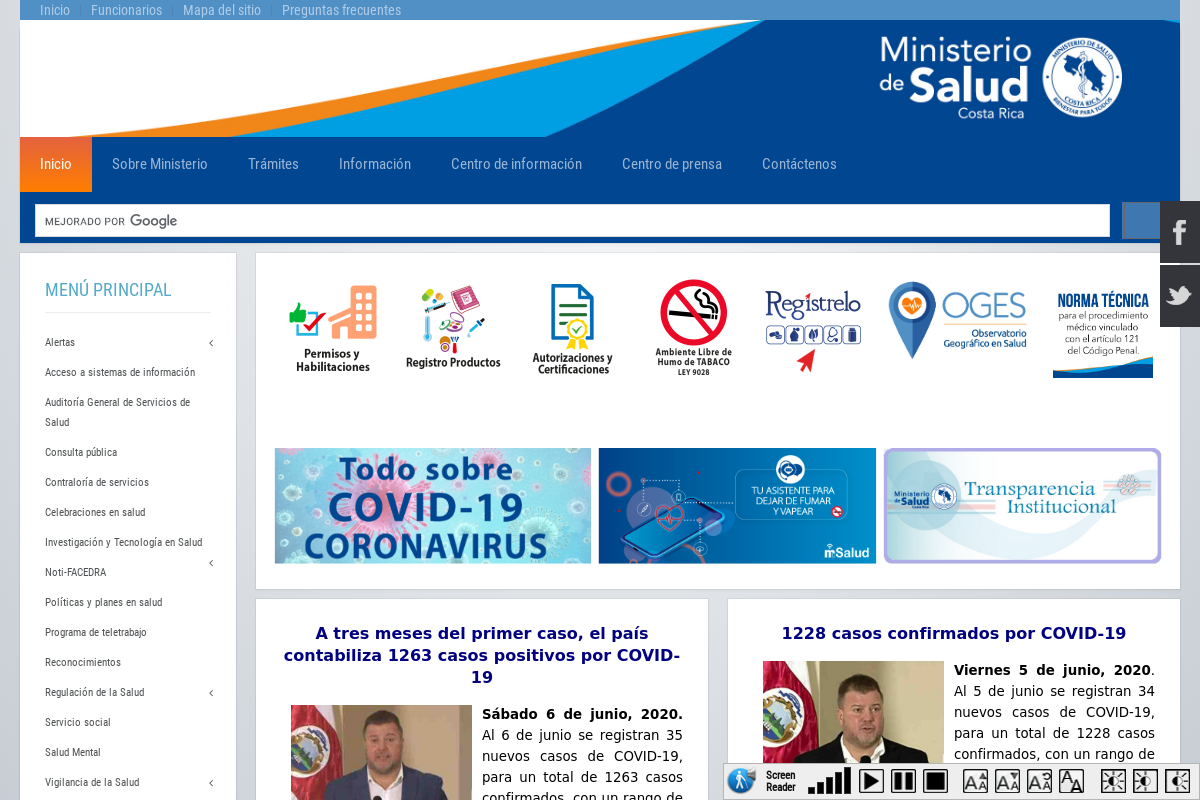 Inicio
Funcionarios
Mapa del sitio
Preguntas frecuentes
Ministerio
de Salud
Costa Rica
MINISTERIO DE SALUD
COSTA RICA
BIENESTAR PARA TODOS
Inicio
Sobre Ministerio
Trámites
Información
Centro de información
Centro de prensa
Contáctenos
MEJORADO POR Google
MENÚ PRINCIPAL
Alertas
Acceso a sistemas de información
Auditoría General de Servicios de
Salud
Consulta pública
Contraloría de servicios
Celebraciones en salud
Investigación y Tecnología en Salud
Noti-FACEDRA
Políticas y planes en salud
Programa de teletrabajo
Reconocimientos
Regulación de la Salud
Servicio social
Salud Mental
Vigilancia de la Salud
Permisos y
Habilitaciones
Registro Productos
Autorizaciones y
Certificaciones
Ambiente Libre de
Humo de TABACO
LEY 9028
Regístrelo
OGES
Observatorio
Geográfico en Salud
NORMA TÉCNICA
para el procedimiento
médico vinculado
con el artículo 121
del Código Penal.
Todo sobre
COVID-19
CORONAVIRUS
TU ASISTENTE PARA
DEJAR DE FUMAR
Y VAPEAR
mSalud
Ministerio
de Salud
Costa Rica
Transparencia
Institucional
A tres meses del primer caso, el país
contabiliza 1263 casos positivos por COVID-
19
Sábado 6 de junio, 2020.
Al 6 de junio se registran 35
nuevos casos de COVID-19,
para un total de 1263 casos
confirmados, con un rango de
1228 casos confirmados por COVID-19
Viernes 5 de junio, 2020.
Al 5 de junio se registran 34
nuevos casos de COVID-19,
para un total de 1228 casos
confirmados, con un rango de
Screen
Reader